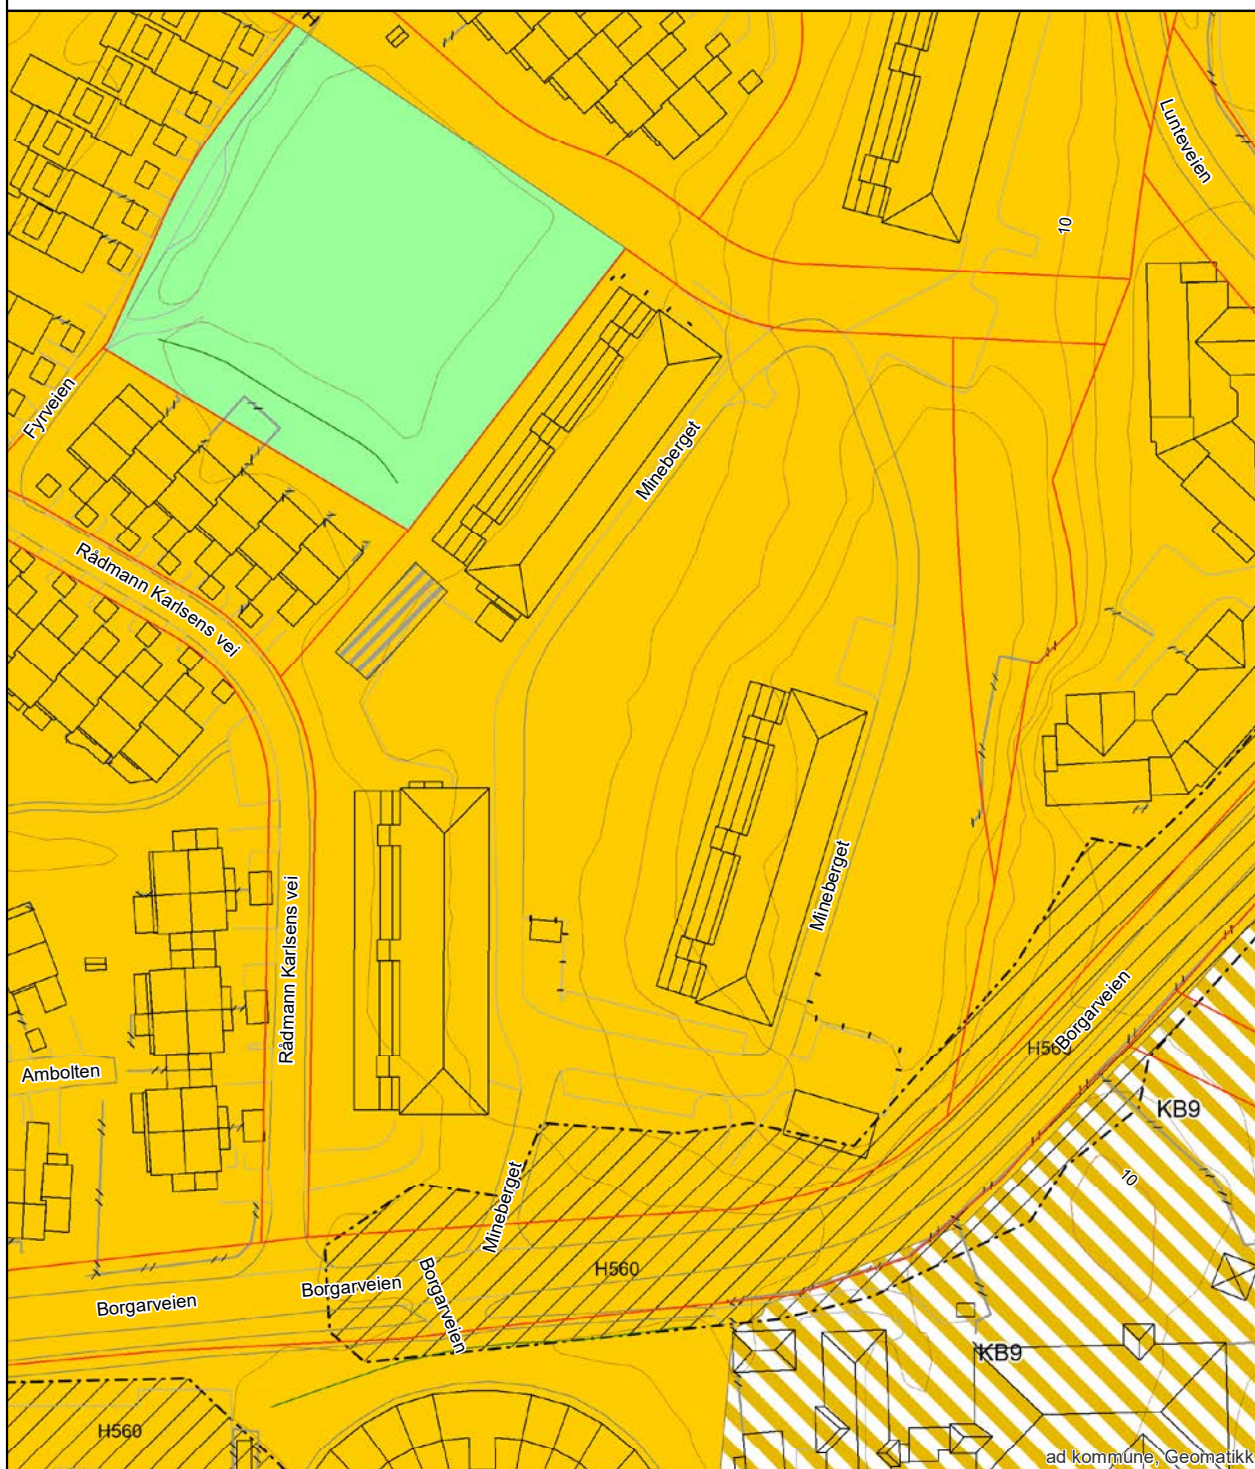 Lunteveien
10
Fyrveien
Mineberget
Rådmann Karlsens vei
Mineberget
Rådmann Karlsens vei
Borgarveien
H560
Ambolten
KB9
10
Mineberget
H560
Borgarveien
Borgarveien
Borgarveien
KB9
H560
ad kommune, Geomatikk